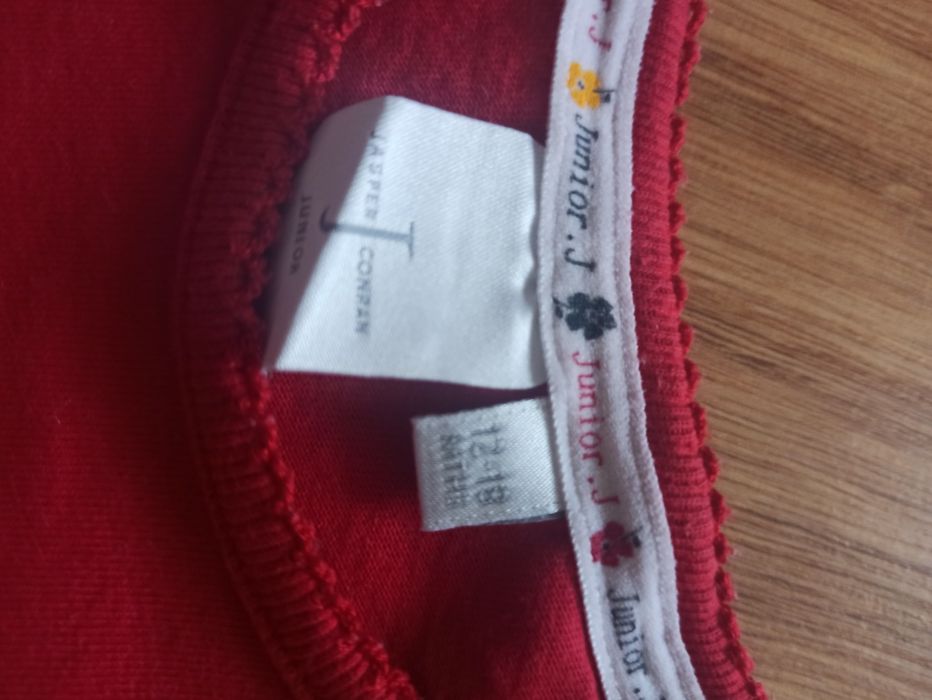 J
JASPER CONRAN
JUNIOR
12-18
MTHS
.J
Junior.J
Junior.J
Junior.